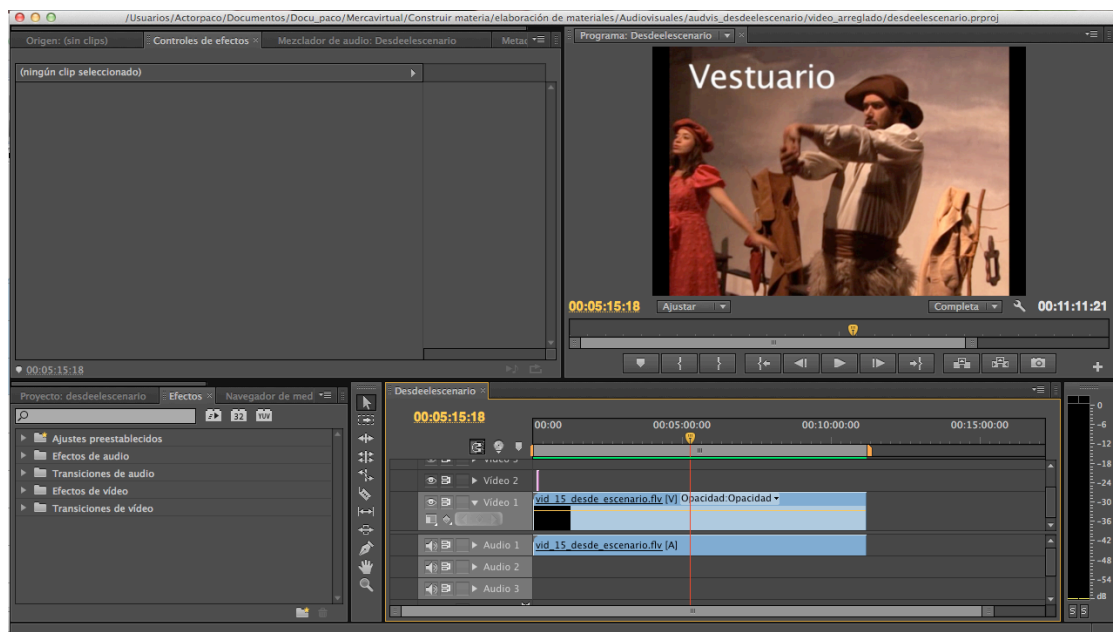 /Usuarios/Actorpaco/Documentos/Docu_paco/Mercavirtual/Construir materia/elaboración de materiales/Audiovisuales/audvis_desdeelescenario/video_arreglado/desdeelescenario.prproj
Origen: (sin clips) Controles de efectos × Mezclador de audio: Desdeelescenario Metac
(ningún clip seleccionado)
00:05:15:18
Programa: Desdeelescenario ×
Vestuario
00:05:15:18 Ajustar Completa 00:11:11:21
Proyecto: desdeelescenario Efectos × Navegador de med
32 YUV
Ajustes preestablecidos
Efectos de audio
Transiciones de audio
Efectos de vídeo
Transiciones de vídeo
Desdeelescenario ×
00:05:15:18
00:00 00:05:00:00 00:10:00:00 00:15:00:00
Vídeo 3
Vídeo 2
Vídeo 1 vid_15_desde_escenario.flv [V] Opacidad:Opacidad
Audio 1 vid_15_desde_escenario.flv [A]
Audio 2
Audio 3
0
-6
-12
-18
-24
-30
-36
-42
-48
-54
dB
S S